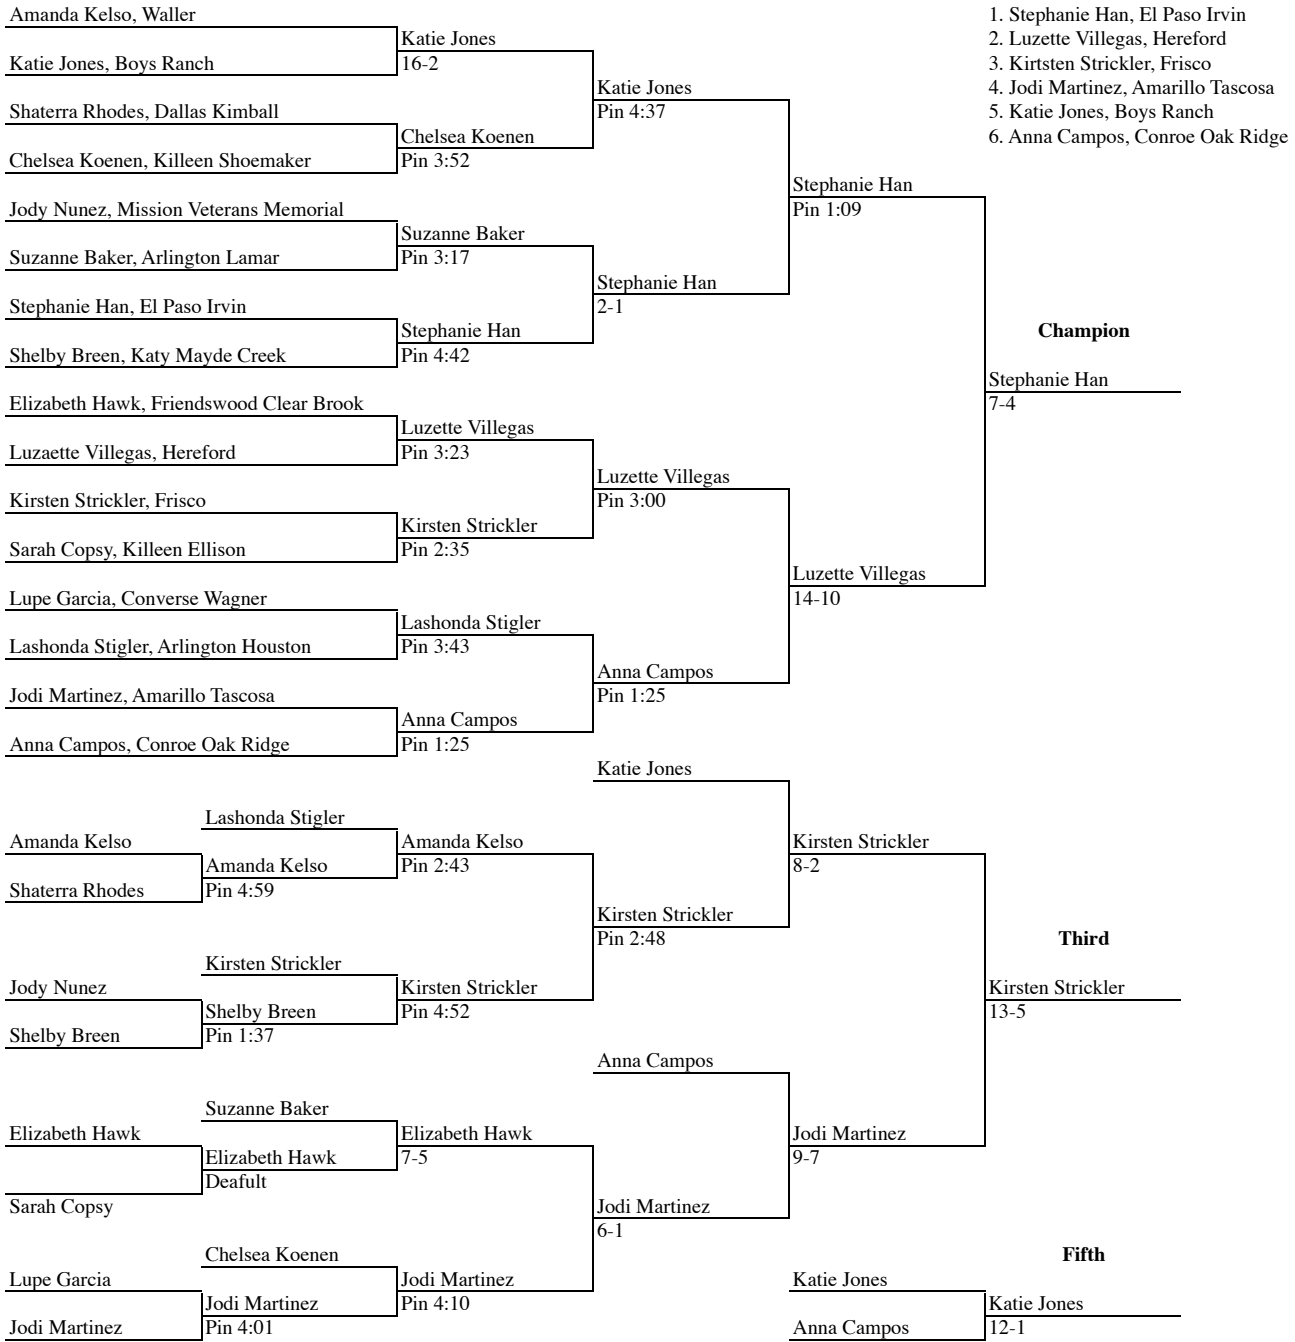 Amanda Kelso, Waller
Katie Jones, Boys Ranch
Shaterra Rhodes, Dallas Kimball
Chelsea Koenen, Killeen Shoemaker
Jody Nunez, Mission Veterans Memorial
Suzanne Baker, Arlington Lamar
Stephanie Han, El Paso Irvin
Shelby Breen, Katy Mayde Creek
Elizabeth Hawk, Friendswood Clear Brook
Luzaette Villegas, Hereford
Kirsten Strickler, Frisco
Sarah Copsy, Killeen Ellison
Lupe Garcia, Converse Wagner
Lashonda Stigler, Arlington Houston
Jodi Martinez, Amarillo Tascosa
Anna Campos, Conroe Oak Ridge
Katie Jones
16-2
Chelsea Koenen
Pin 3:52
Suzanne Baker
Pin 3:17
Stephanie Han
Pin 4:42
Luzette Villegas
Pin 3:23
Kirsten Strickler
Pin 2:35
Lashonda Stigler
Pin 3:43
Anna Campos
Pin 1:25
Katie Jones
Pin 4:37
Stephanie Han
2-1
Luzette Villegas
Pin 3:00
Anna Campos
Pin 1:25
Stephanie Han
Pin 1:09
Luzette Villegas
14-10
Champion
Stephanie Han
7-4
1. Stephanie Han, El Paso Irvin
2. Luzette Villegas, Hereford
3. Kirtsten Strickler, Frisco
4. Jodi Martinez, Amarillo Tascosa
5. Katie Jones, Boys Ranch
6. Anna Campos, Conroe Oak Ridge
Amanda Kelso
Shaterra Rhodes
Jody Nunez
Shelby Breen
Elizabeth Hawk
Sarah Copsy
Lupe Garcia
Jodi Martinez
Lashonda Stigler
Amanda Kelso
Pin 4:59
Kirsten Strickler
Shelby Breen
Pin 1:37
Suzanne Baker
Elizabeth Hawk
Deafult
Chelsea Koenen
Jodi Martinez
Pin 4:01
Amanda Kelso
Pin 2:43
Kirsten Strickler
Pin 4:52
Elizabeth Hawk
7-5
Jodi Martinez
Pin 4:10
Katie Jones
Kirsten Strickler
Pin 2:48
Anna Campos
Jodi Martinez
6-1
Kirsten Strickler
8-2
Jodi Martinez
9-7
Third
Kirsten Strickler
13-5
Fifth
Katie Jones
Anna Campos
Katie Jones
12-1